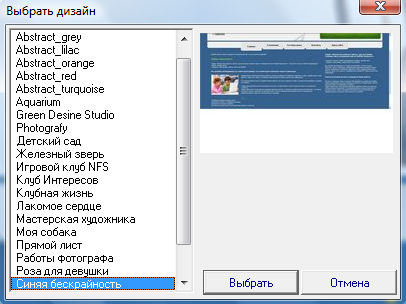 Выбрать дизайн
Abstract_grey
Abstract_lilac
Abstract_orange
Abstract_red
Abstract_turquoise
Aquarium
Green Desine Studio
Photografy
Детский сад
Железный зверь
Игровой клуб NFS
Клуб Интересов
Клубная жизнь
Лакомое сердце
Мастерская художника
Моя собака
Прямой лист
Работы фотографа
Роза для девушки
Синяя бескрайность
Выбрать
Отмена